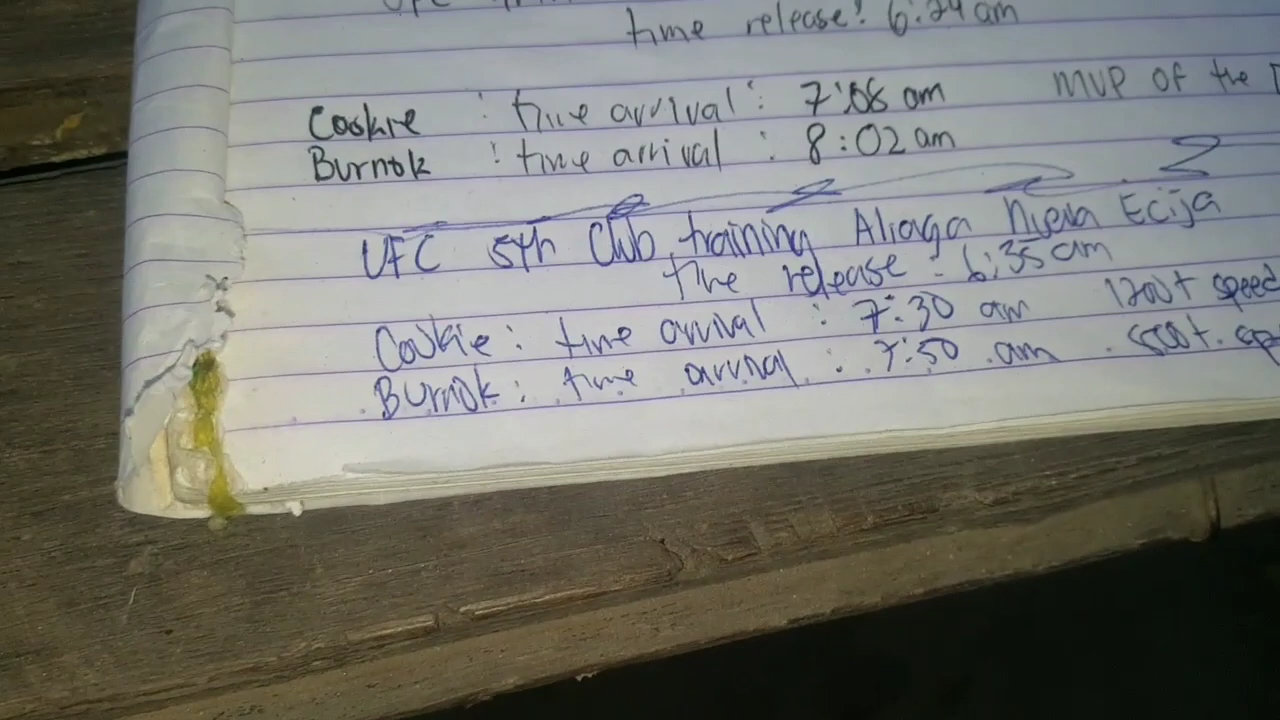 time release: 6:24 am
Cookie : time arrival : 7:08 am MVP OF the
Burnok : time arrival : 8:02 am
UFC 5th Club training Aliaga Nueva Ecija
time release : 6:35 am
Cookie : time arrival : 7:30 am 1200+ speed
Burnok : time arrival : 7:50 am